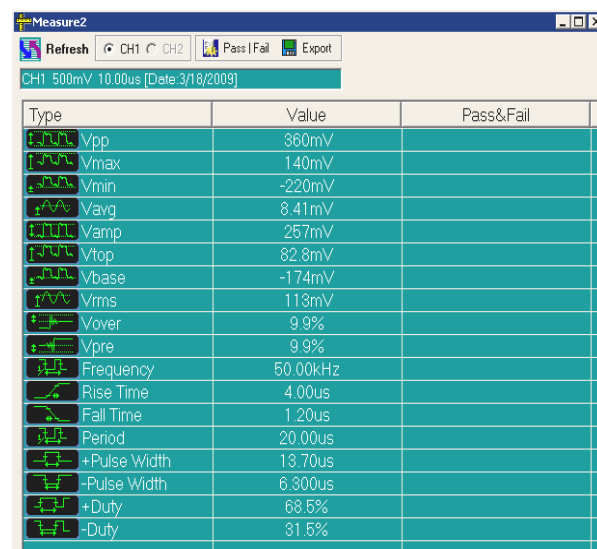 Measure2
Refresh CH1 CH2 Pass|Fail Export
CH1 500mV 10.00us [Date:3/18/2009]
Type Value Pass&Fail
Vpp 360mV
Vmax 140mV
Vmin -220mV
Vavg 8.41mV
Vamp 257mV
Vtop 82.8mV
Vbase -174mV
Vrms 113mV
Vover 9.9%
Vpre 9.9%
Frequency 50.00kHz
Rise Time 4.00us
Fall Time 1.20us
Period 20.00us
+Pulse Width 13.70us
-Pulse Width 6.300us
+Duty 68.5%
-Duty 31.5%